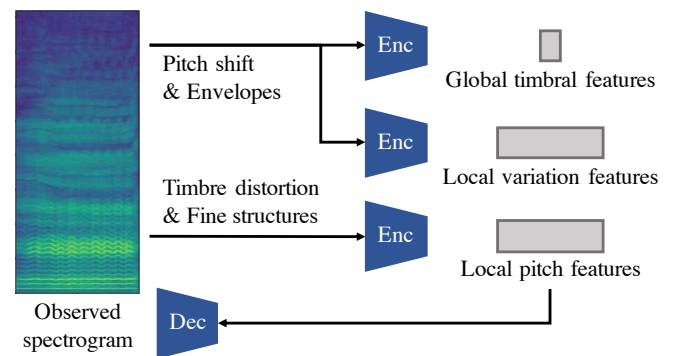 Pitch shift
& Envelopes
Enc
Global timbral features
Enc
Local variation features
Timbre distortion
& Fine structures
Enc
Local pitch features
Observed
spectrogram
Dec